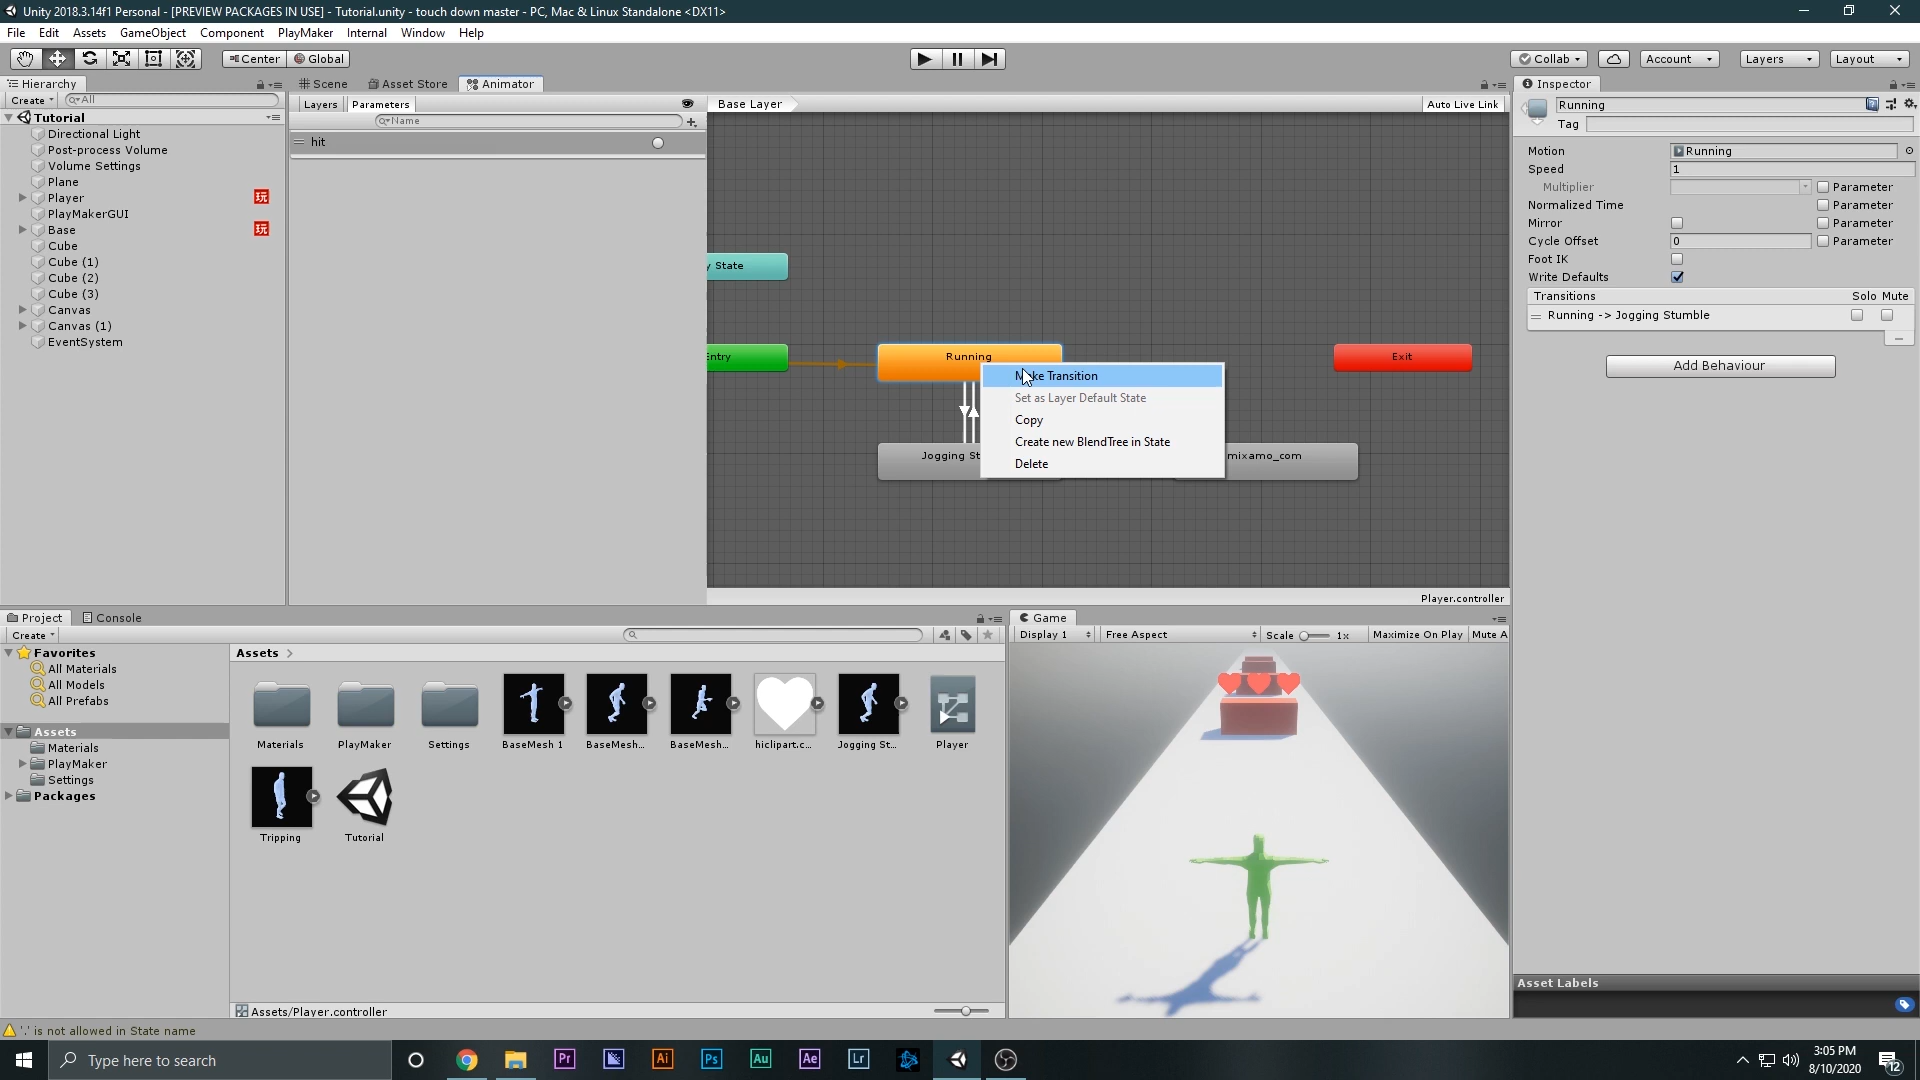 Unity 2018.3.14f1 Personal - [PREVIEW PACKAGES IN USE] - Tutorial.unity - touch down master - PC, Mac & Linux Standalone <DX11>
File Edit Assets GameObject Component PlayMaker Internal Window Help
Center Global Collab Account Layers Layout
Hierarchy
Create All
Tutorial
Directional Light
Post-process Volume
Volume Settings
Plane
Player 玩
PlayMakerGUI
Base 玩
Cube
Cube (1)
Cube (2)
Cube (3)
Canvas
Canvas (1)
EventSystem
Scene Asset Store Animator
Layers Parameters
Name
hit
Base Layer Auto Live Link
y State
Entry
Running
Exit
Make Transition
Set as Layer Default State
Copy
Create new BlendTree in State
Delete
Jogging St
mixamo_com
Player.controller
Inspector
Running
Tag
Motion Running
Speed 1
Multiplier Parameter
Normalized Time Parameter
Mirror Parameter
Cycle Offset 0 Parameter
Foot IK
Write Defaults
Transitions Solo Mute
Running -> Jogging Stumble
Add Behaviour
Asset Labels
Project Console
Create
Favorites
All Materials
All Models
All Prefabs
Assets
Materials
PlayMaker
Settings
Packages
Assets
Materials PlayMaker Settings BaseMesh 1 BaseMesh... BaseMesh... hiclipart.c... Jogging St... Player
Tripping Tutorial
Assets/Player.controller
Game
Display 1 Free Aspect Scale 1x Maximize On Play Mute A
'.' is not allowed in State name
Type here to search
Pr Ai Ps Au Ae Lr
3:05 PM
8/10/2020
12